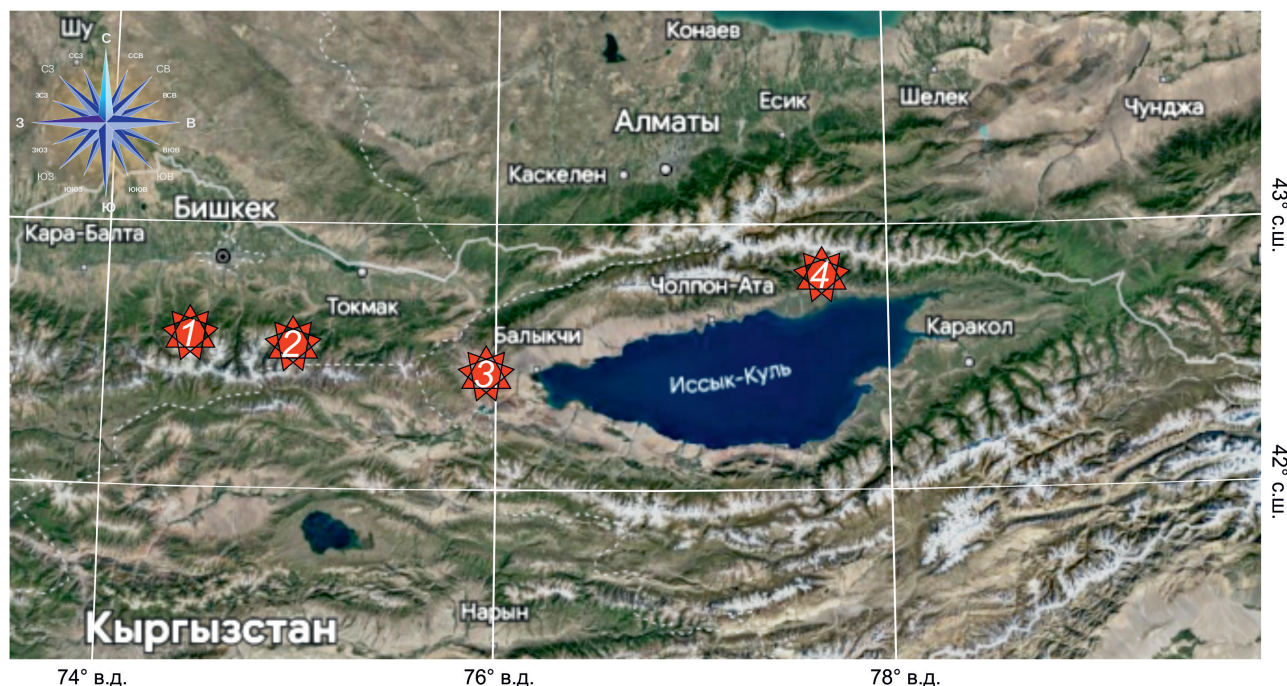 Шу
С
ССЗ
ССВ
СЗ
СВ
ЗСЗ
ВСВ
З
В
ЗЮЗ
ВЮВ
ЮЗ
ЮВ
ЮЮЗ
ЮЮВ
Ю
Конаев
Шелек
Чунджа
Есик
Алматы
Каскелен
Бишкек
Кара-Балта
43° с.ш.
Токмак
Чолпон-Ата
4
1
2
Балыкчи
Каракол
3
Иссык-Куль
42° с.ш.
Нарын
Кыргызстан
74° в.д.
76° в.д.
78° в.д.